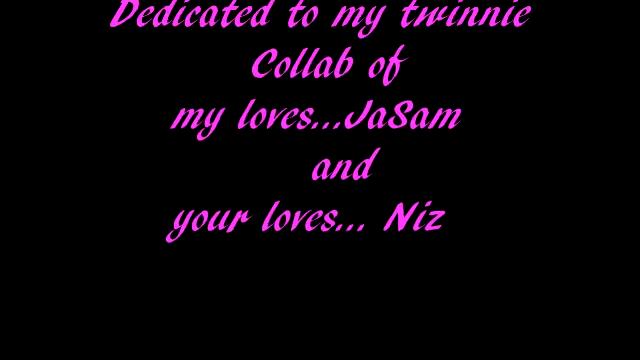 Dedicated to my twinnie
Collab of
my loves...JaSam
and
your loves... Niz